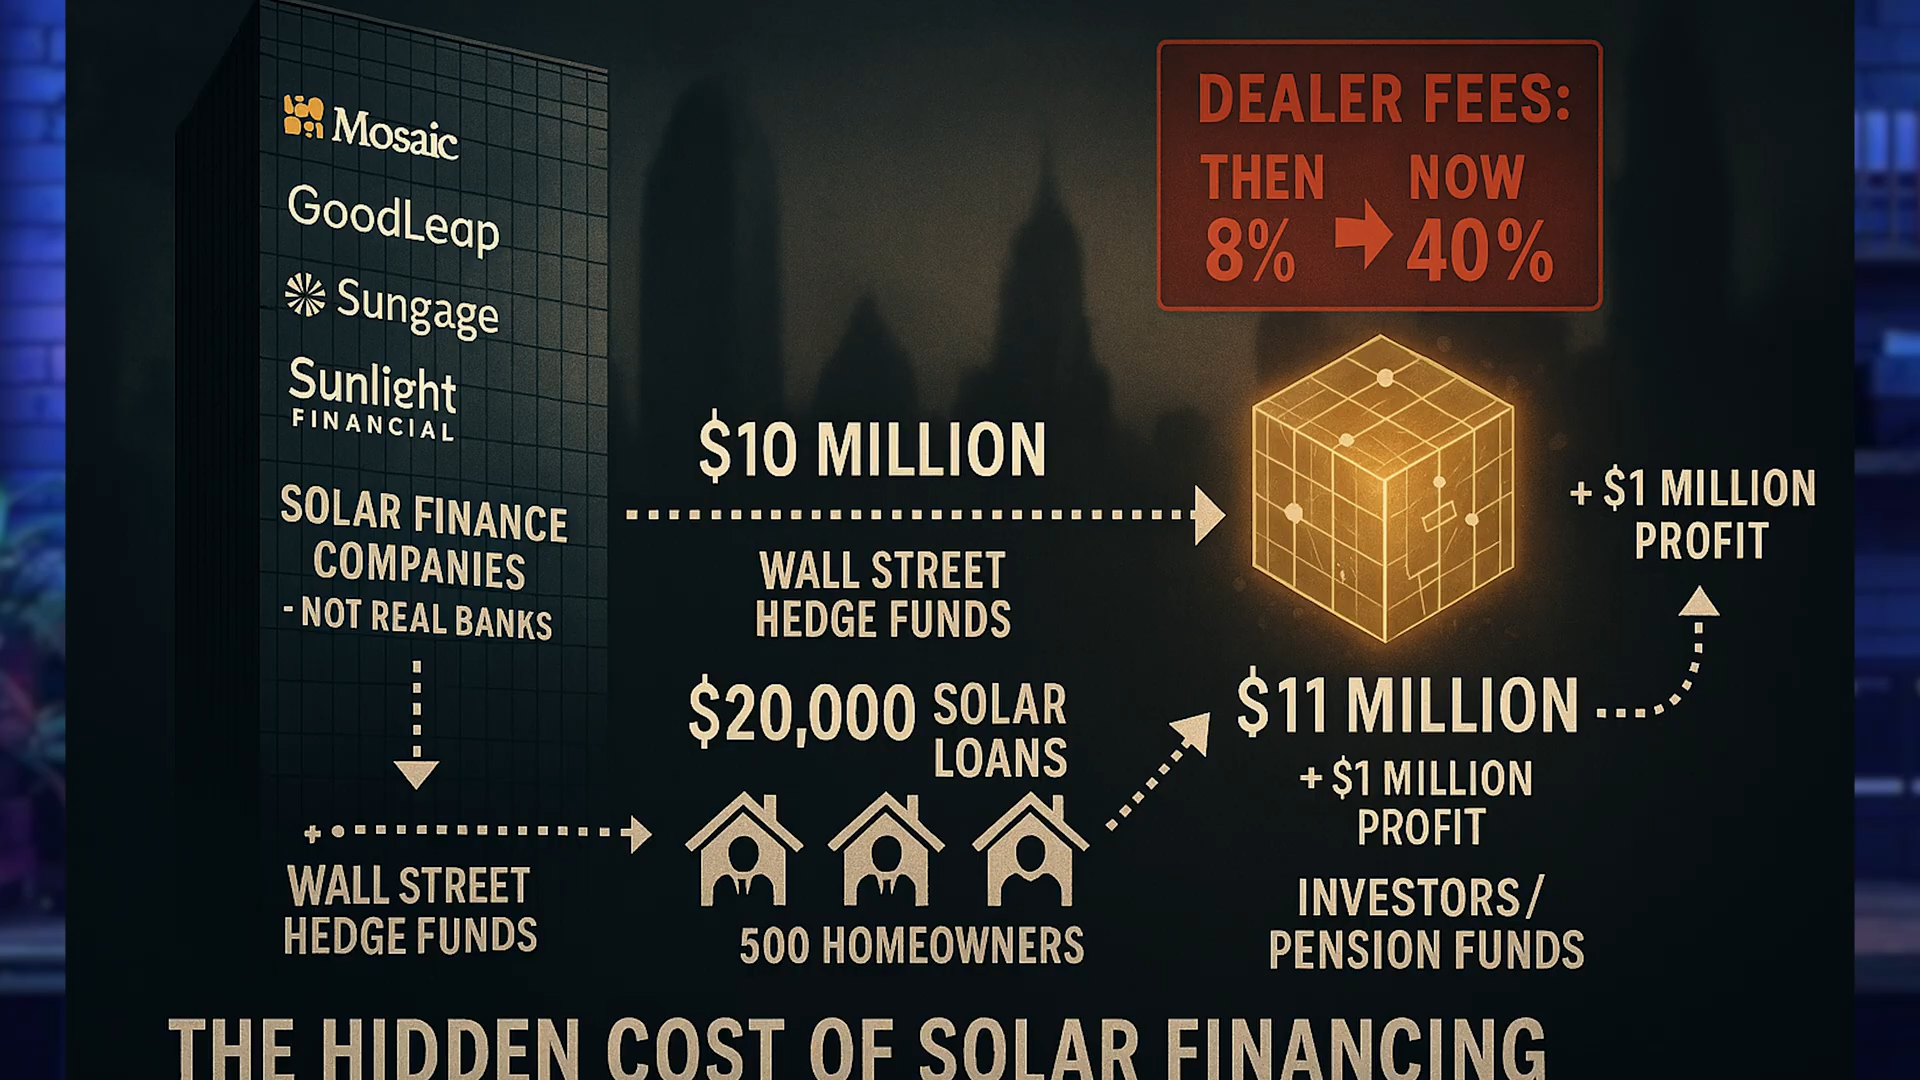 Mosaic
GoodLeap
Sungage
Sunlight
FINANCIAL
SOLAR FINANCE
COMPANIES
- NOT REAL BANKS
WALL STREET
HEDGE FUNDS
$10 MILLION
WALL STREET
HEDGE FUNDS
$20,000 SOLAR
LOANS
500 HOMEOWNERS
DEALER FEES:
THEN NOW
8% 40%
+ $1 MILLION
PROFIT
$11 MILLION
+ $1 MILLION
PROFIT
INVESTORS/
PENSION FUNDS
THE HIDDEN COST OF SOLAR FINANCING